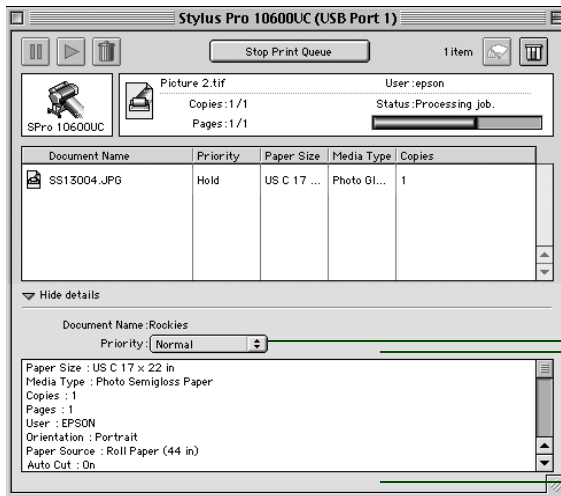 Stylus Pro 10600UC (USB Port 1)
Stop Print Queue
1 item
SPro 10600UC
Picture 2.tif
User :epson
Copies :1 /1
Status :Processing job.
Pages :1 /1
Document Name Priority Paper Size Media Type Copies
SS13004.JPG Hold US C 17 ... Photo Gl... 1
Hide details
Document Name :Rockies
Priority : Normal
Paper Size : US C 17 x 22 in
Media Type : Photo Semigloss Paper
Copies : 1
Pages : 1
User : EPSON
Orientation : Portrait
Paper Source : Roll Paper (44 in)
Auto Cut : On